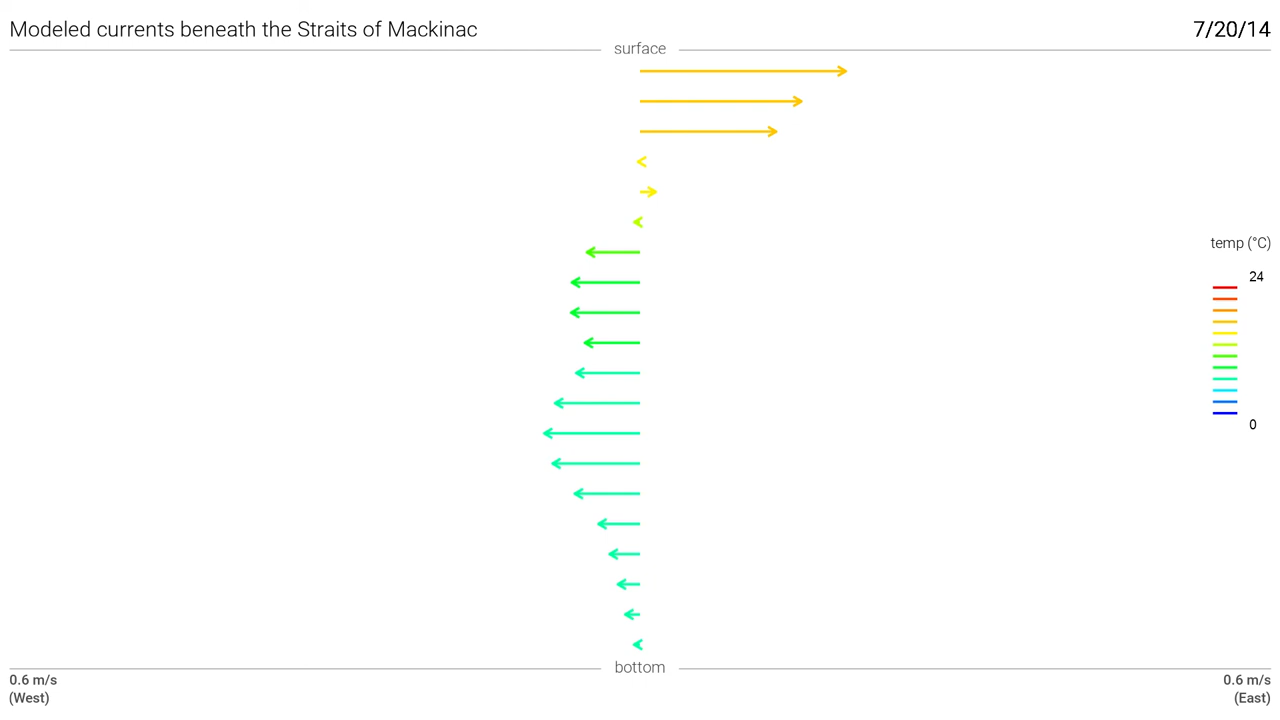 Modeled currents beneath the Straits of Mackinac
7/20/14
surface
temp (°C)
24
0
bottom
0.6 m/s
(West)
0.6 m/s
(East)